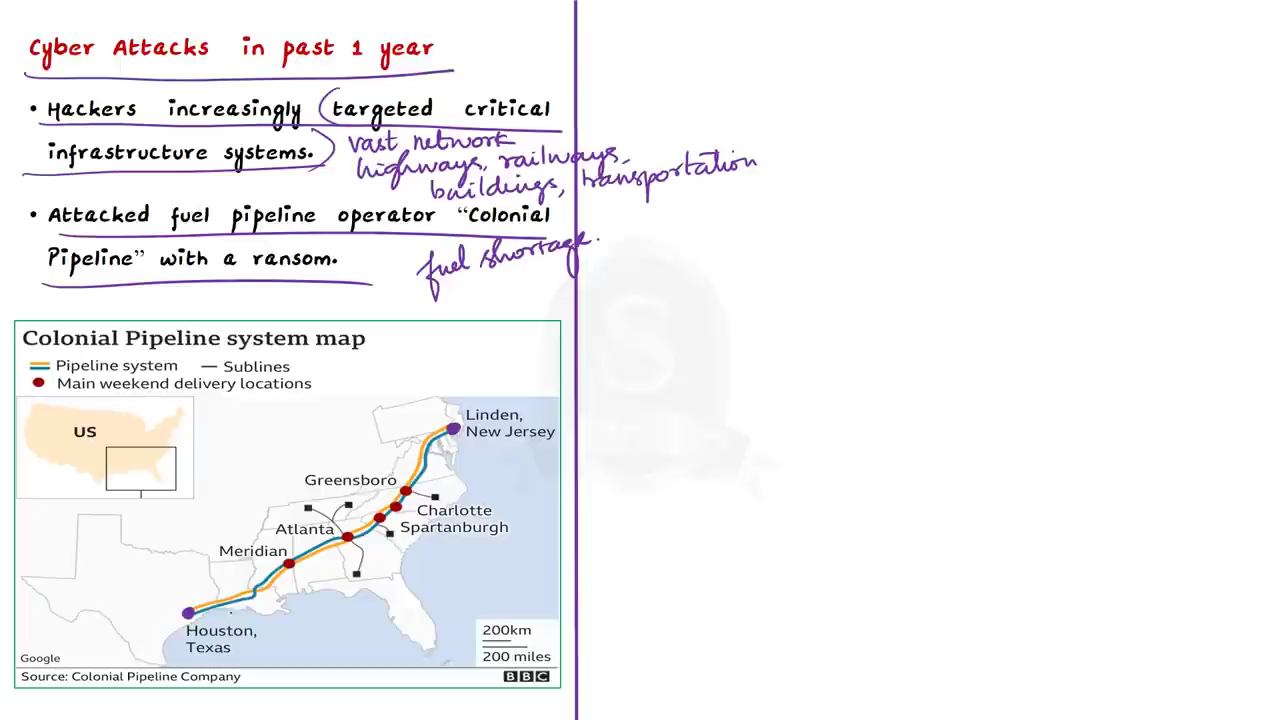 Cyber Attacks in past 1 year
• Hackers increasingly (targeted critical
infrastructure systems.)
vast network
highways, railways,
buildings, transportation
• Attacked fuel pipeline operator “Colonial
Pipeline” with a ransom.
fuel shortage.
Colonial Pipeline system map
Pipeline system
Sublines
Main weekend delivery locations
US
Linden,
New Jersey
Greensboro
Charlotte
Atlanta
Spartanburgh
Meridian
Houston,
Texas
200km
200 miles
Google
Source: Colonial Pipeline Company
BBC
S